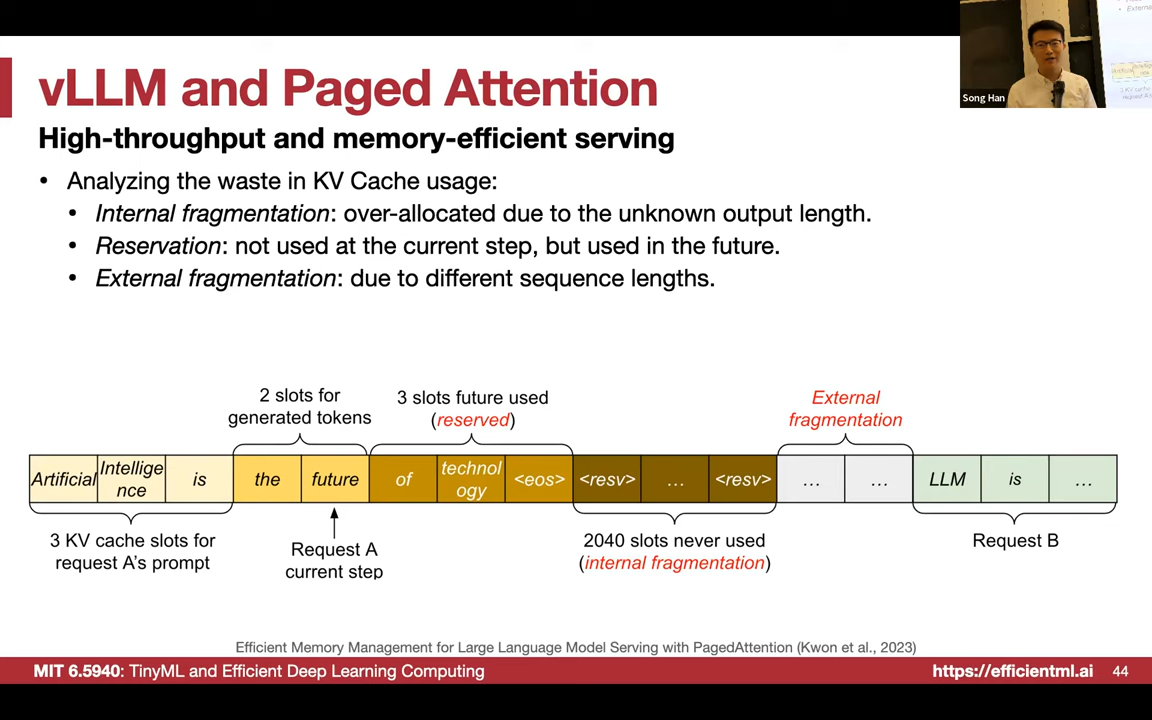 vLLM and Paged Attention
High-throughput and memory-efficient serving
• Analyzing the waste in KV Cache usage:
• Internal fragmentation: over-allocated due to the unknown output length.
• Reservation: not used at the current step, but used in the future.
• External fragmentation: due to different sequence lengths.
Song Han
2 slots for
generated tokens
3 slots future used
(reserved)
External
fragmentation
Artificial
Intellige
nce
is
the
future
of
technol
ogy
<eos>
<resv>
…
<resv>
…
…
LLM
is
…
3 KV cache slots for
request A's prompt
Request A
current step
2040 slots never used
(internal fragmentation)
Request B
Efficient Memory Management for Large Language Model Serving with PagedAttention (Kwon et al., 2023)
MIT 6.5940: TinyML and Efficient Deep Learning Computing
https://efficientml.ai
44